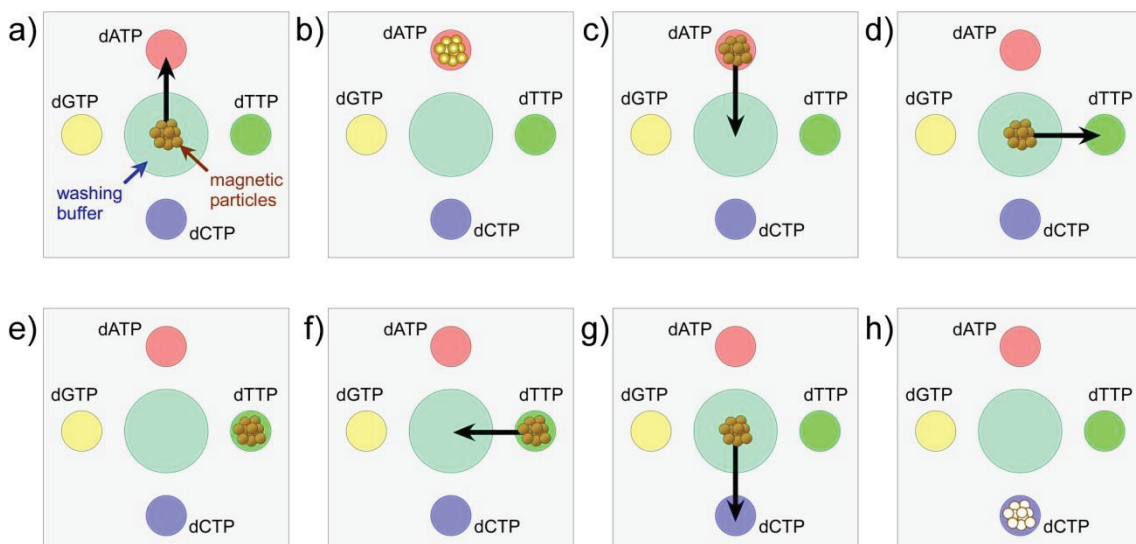 a)
dATP
dGTP
dTTP
washing
buffer
magnetic
particles
dCTP
b)
dATP
dGTP
dTTP
dCTP
c)
dATP
dGTP
dTTP
dCTP
d)
dATP
dGTP
dTTP
dCTP
e)
dATP
dGTP
dTTP
dCTP
f)
dATP
dGTP
dTTP
dCTP
g)
dATP
dGTP
dTTP
dCTP
h)
dATP
dGTP
dTTP
dCTP